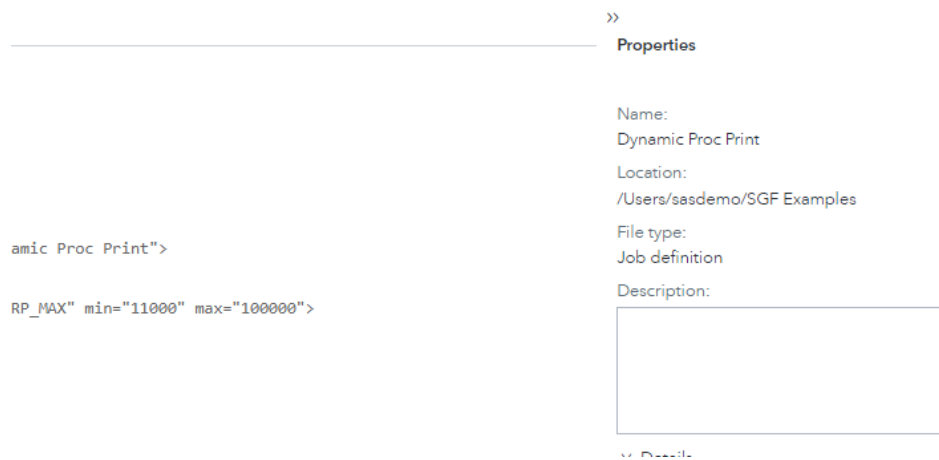 »
Properties
Name:
Dynamic Proc Print
Location:
/Users/sasdemo/SGF Examples
File type:
amic Proc Print">
Job definition
Description:
RP_MAX" min="11000" max="100000">
Details